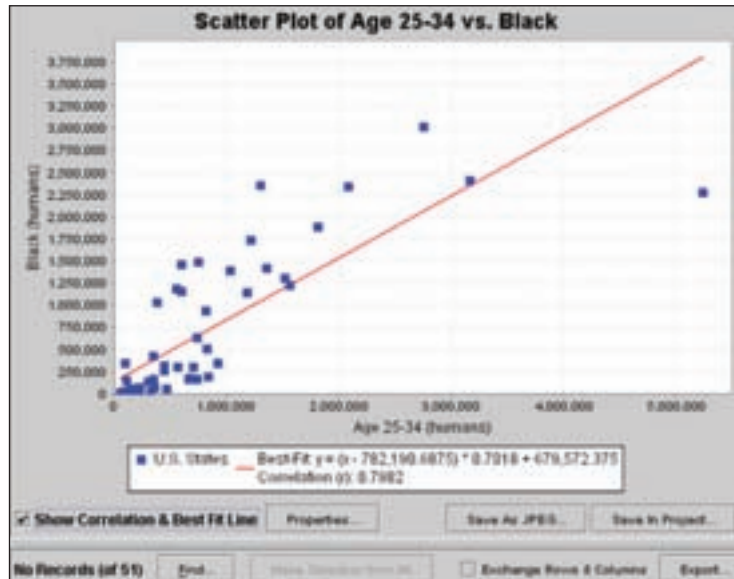 Scatter Plot of Age 25-34 vs. Black
3,750,000
3,500,000
3,250,000
3,000,000
2,750,000
2,500,000
2,250,000
2,000,000
1,750,000
1,500,000
1,250,000
1,000,000
750,000
500,000
250,000
0
Black (humans)
0 1,000,000 2,000,000 3,000,000 4,000,000 5,000,000
Age 25-34 (humans)
U.S. States Best-Fit: y = (x - 782,198.6875) * 0.7018 + 679,572.375
Correlation (r): 0.7982
Show Correlation & Best Fit Line Properties... Save As JPEG... Save In Project...
No Records (of 51) Find... Exchange Rows & Columns Export...